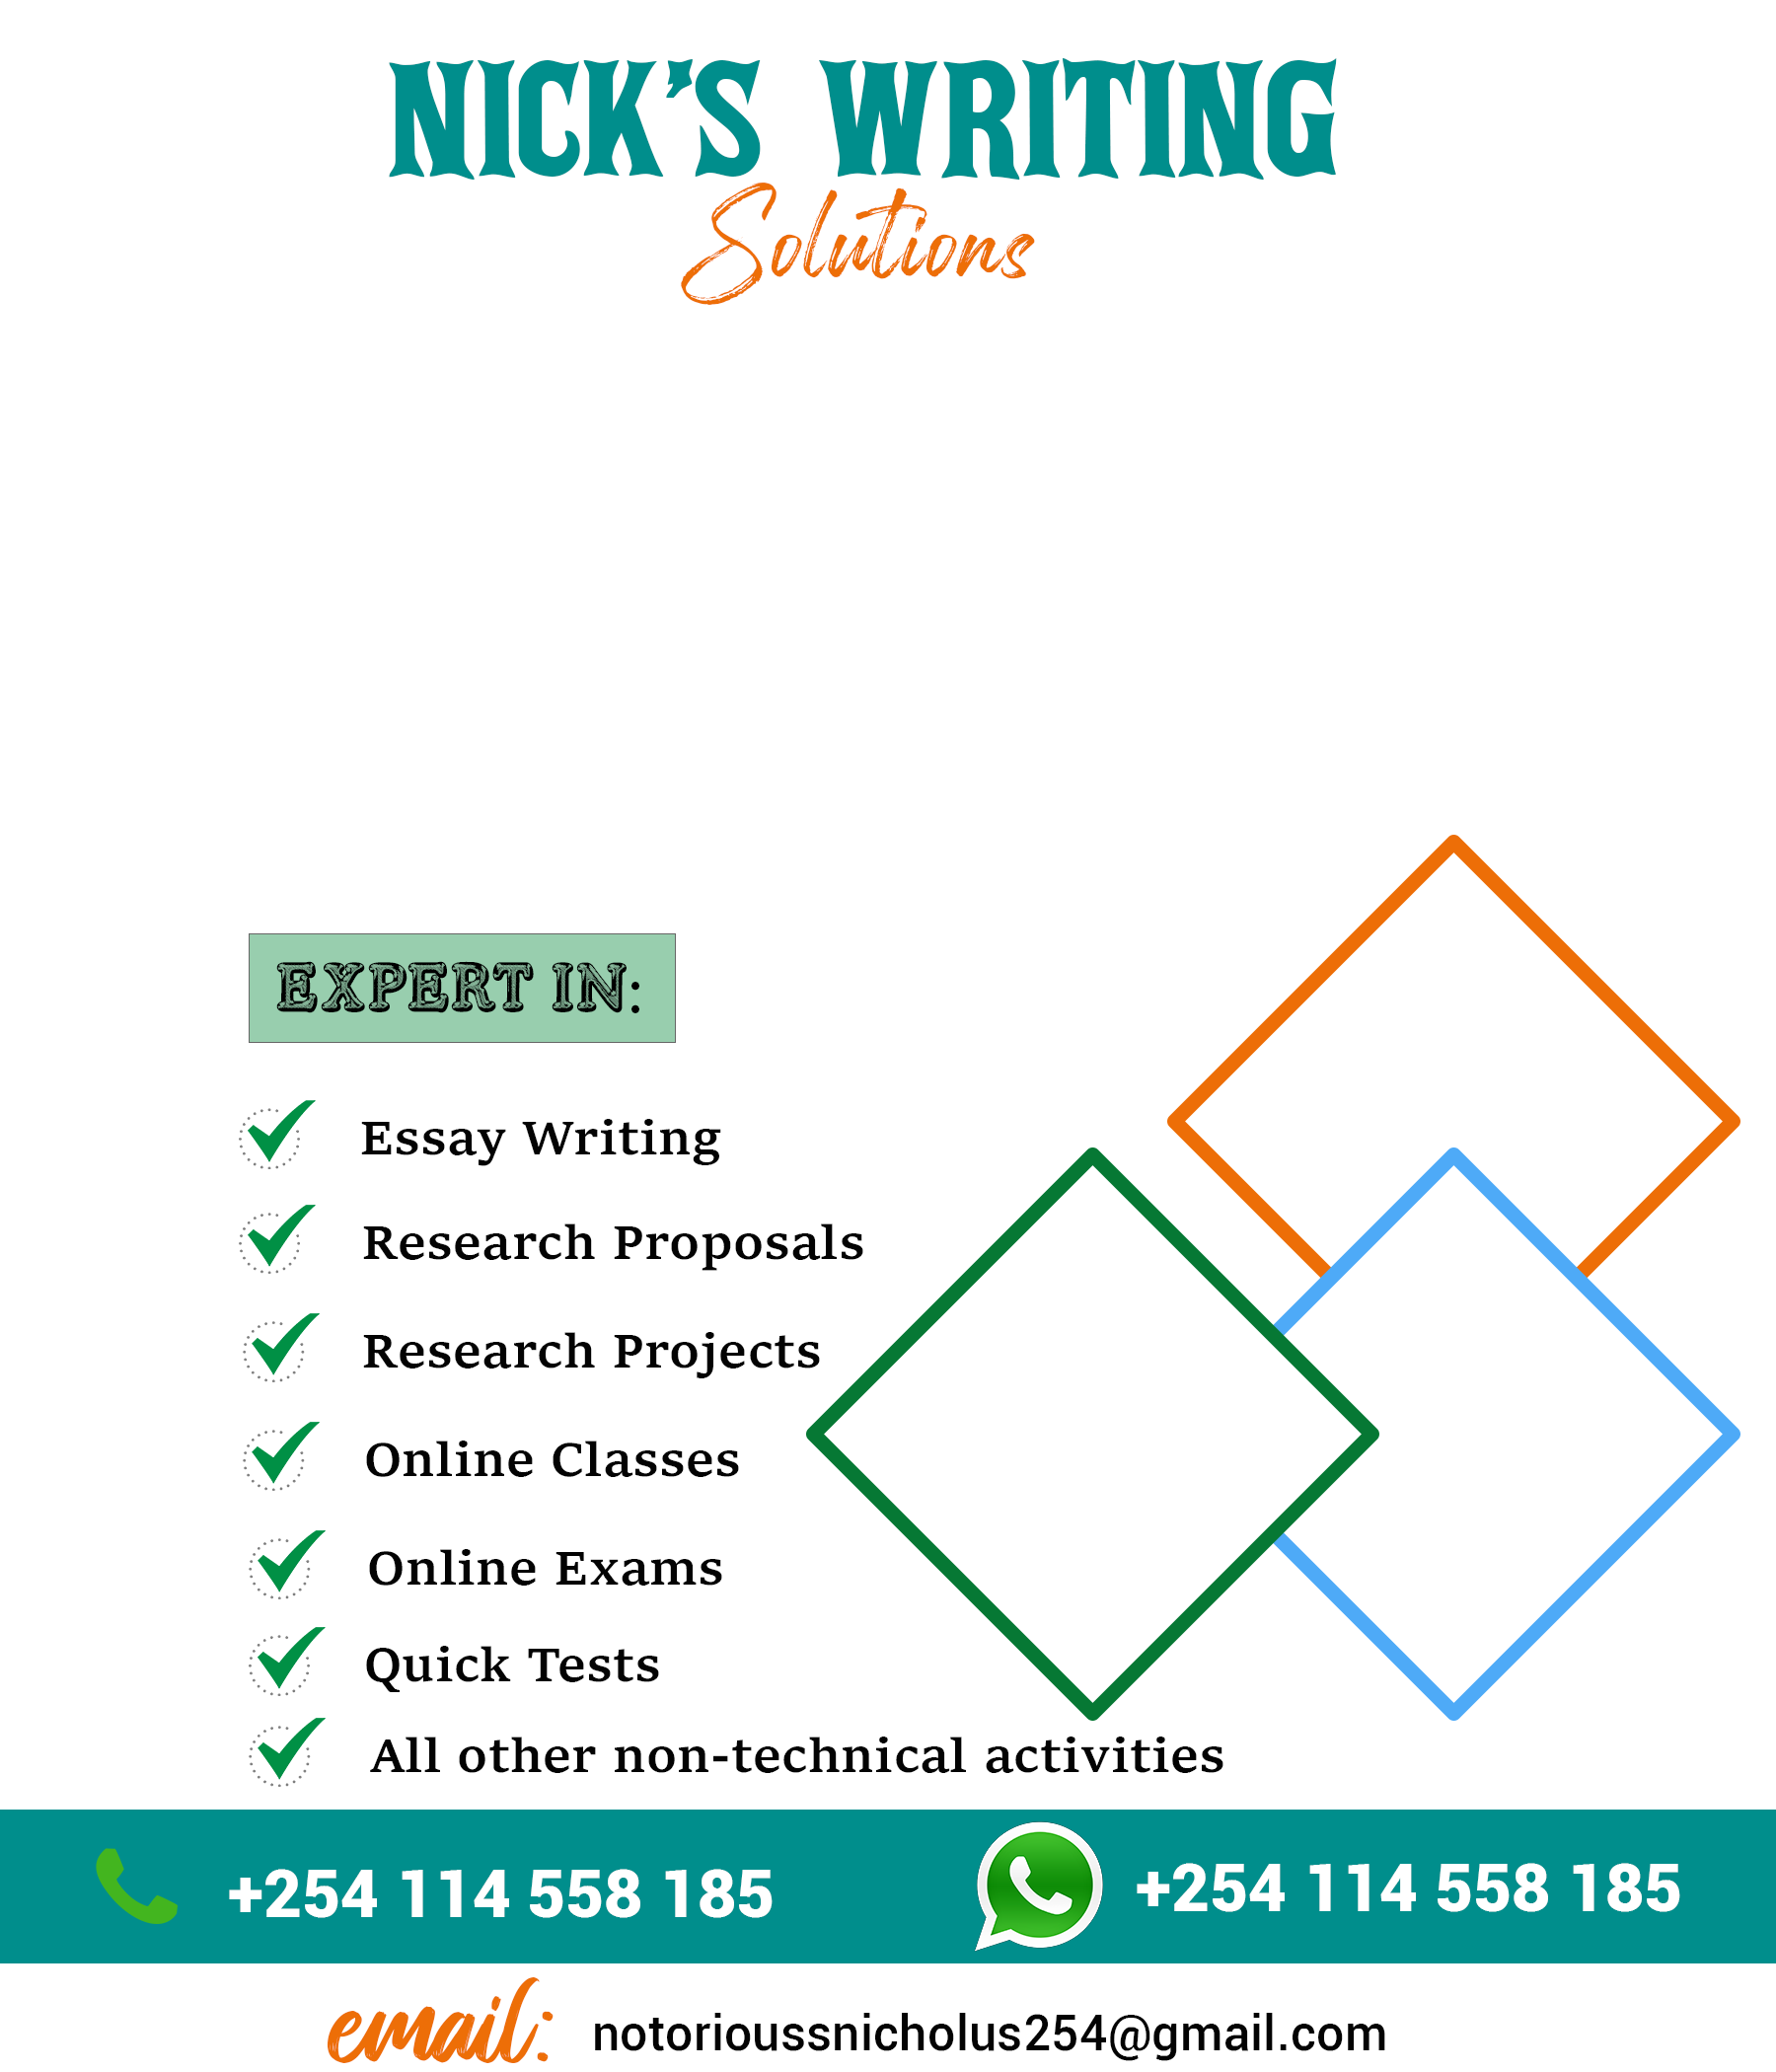 NICK'S WRITING
Solutions
EXPERT IN:
Essay Writing
Research Proposals
Research Projects
Online Classes
Online Exams
Quick Tests
All other non-technical activities
+254 114 558 185
+254 114 558 185
email: notorioussnicholus254@gmail.com